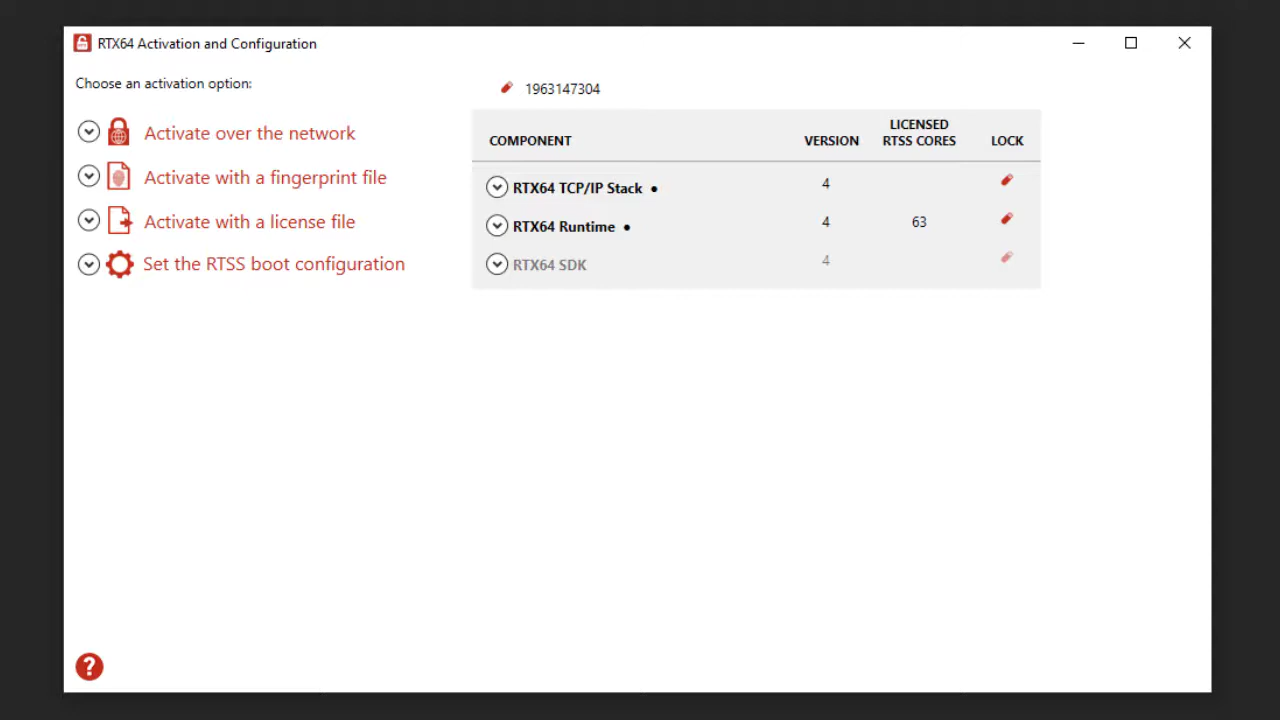 RTX64 Activation and Configuration
Choose an activation option:
Activate over the network
Activate with a fingerprint file
Activate with a license file
Set the RTSS boot configuration
1963147304
COMPONENT VERSION LICENSED RTSS CORES LOCK
RTX64 TCP/IP Stack • 4
RTX64 Runtime • 4 63
RTX64 SDK 4
?